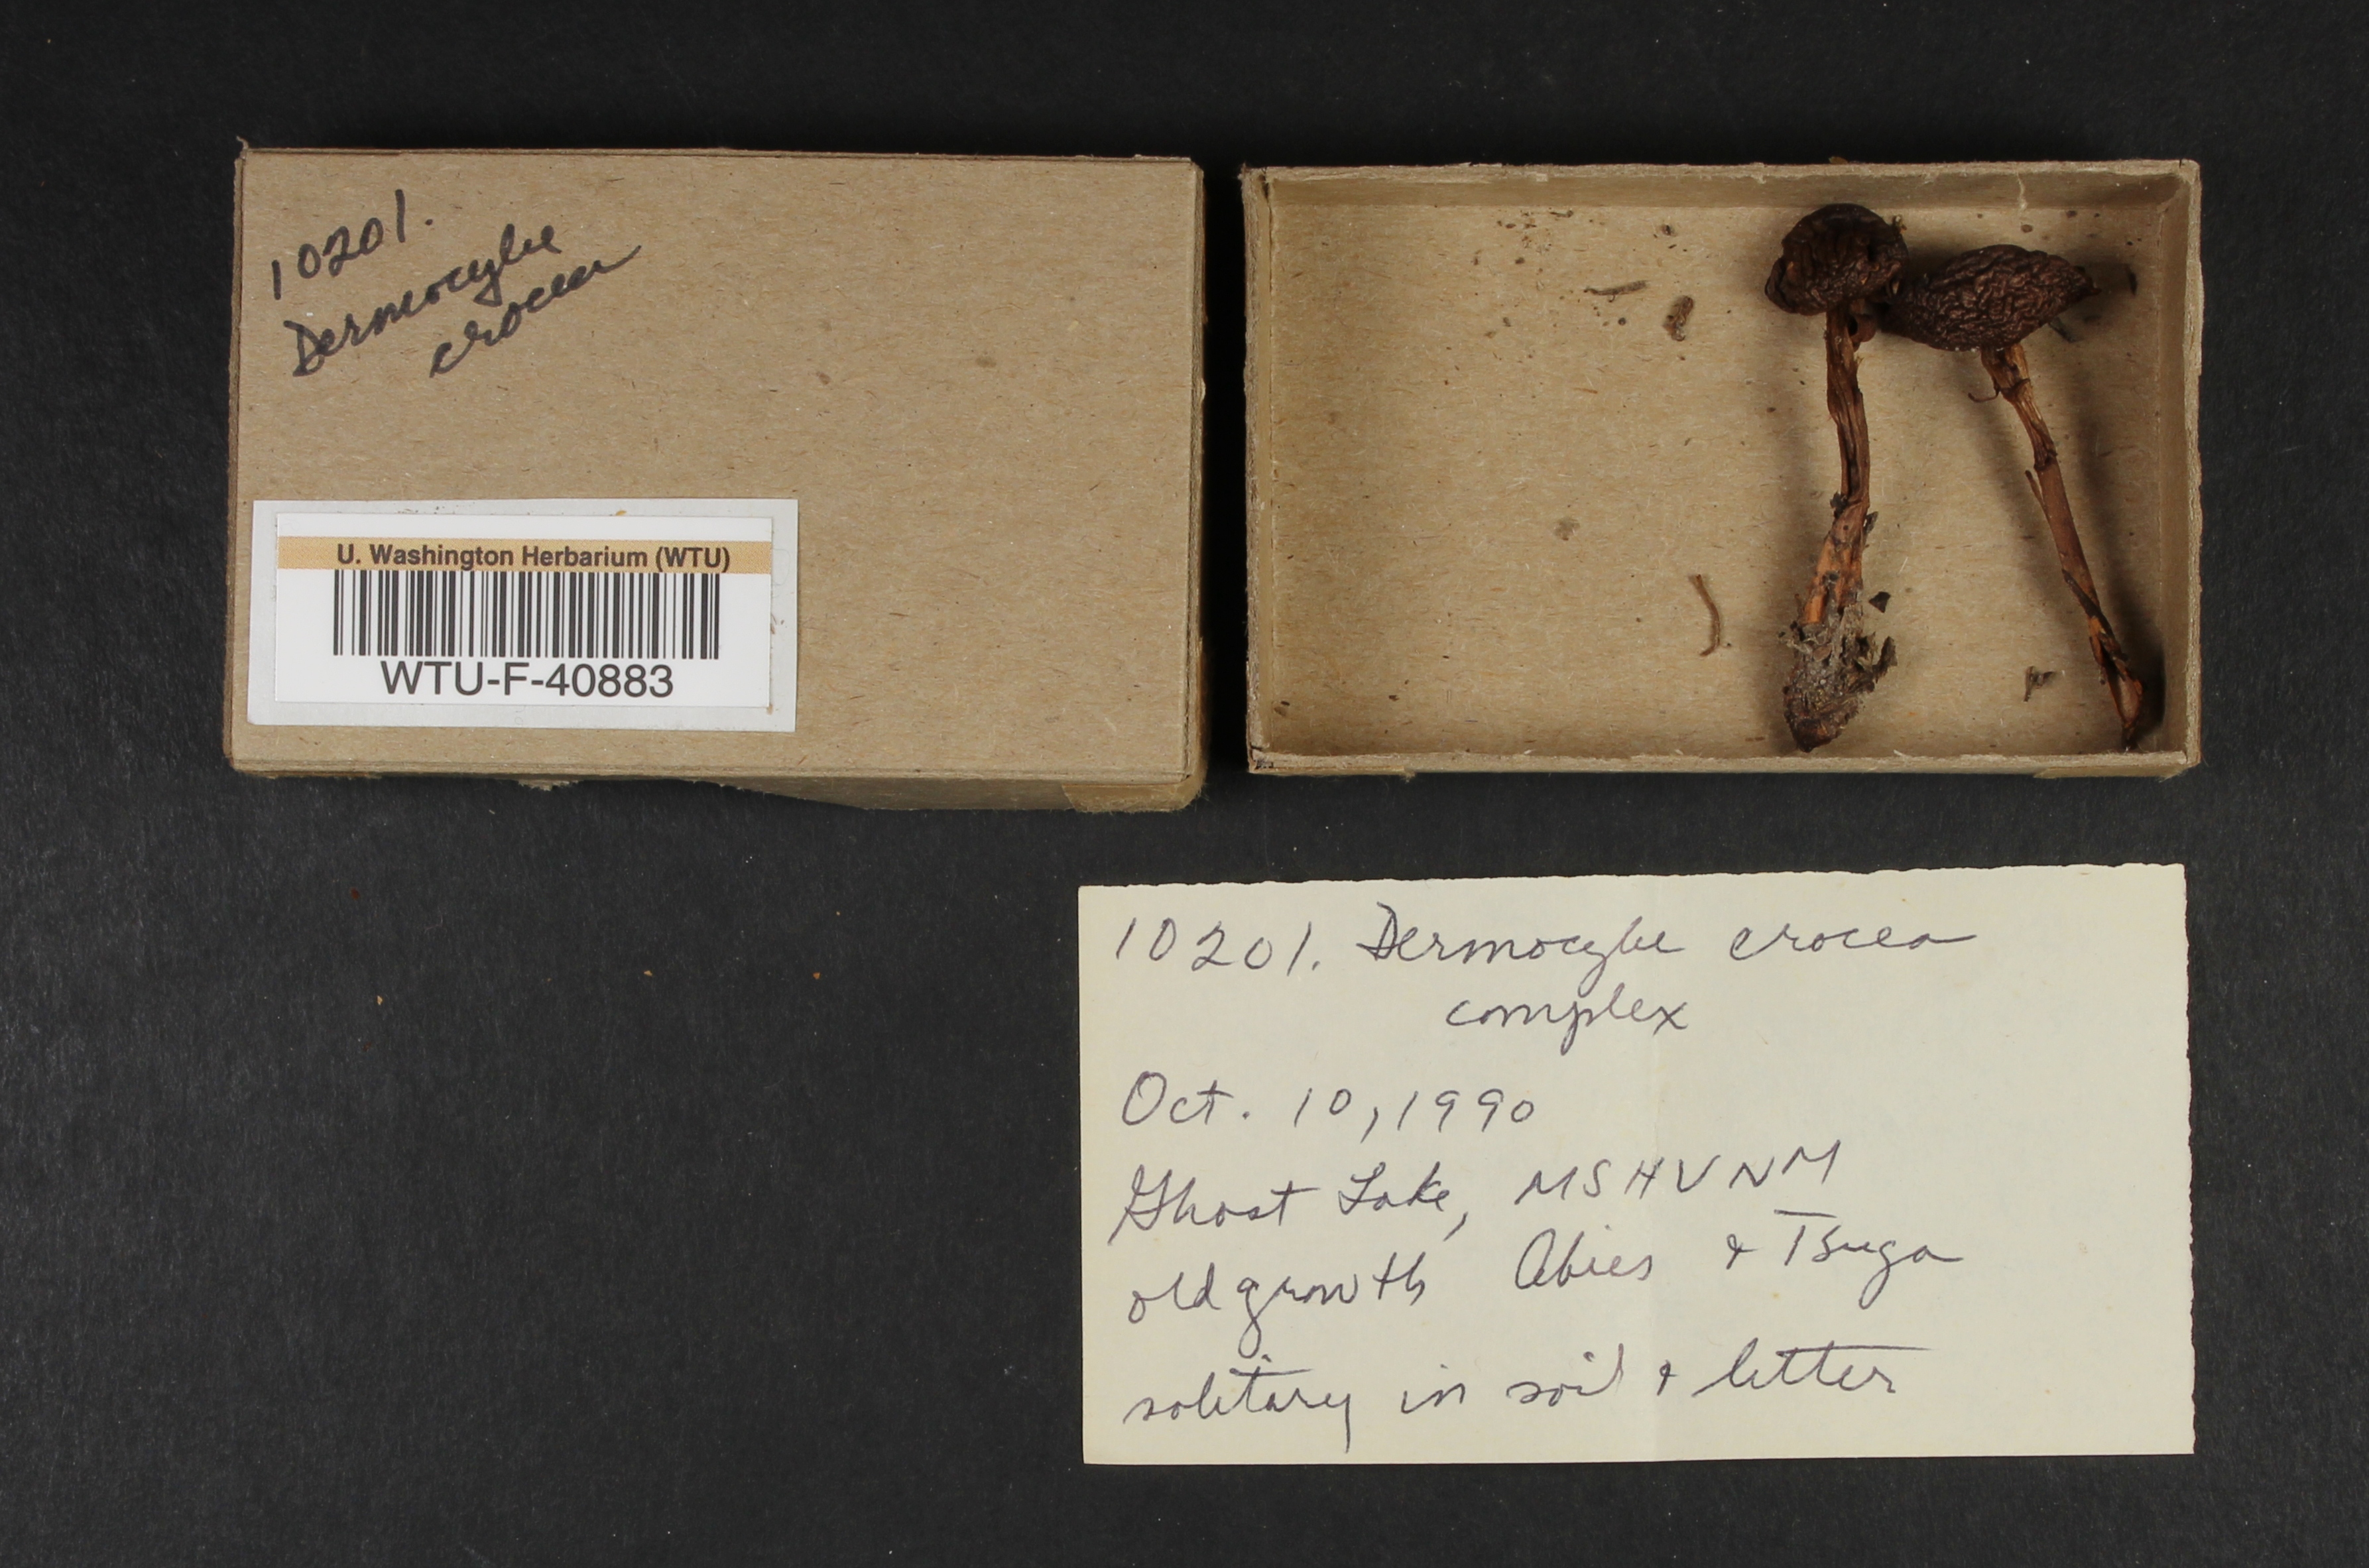 10201.
Dermocybe
crocea
U. Washington Herbarium (WTU)
WTU-F-40883
10201. Dermocybe crocea
complex
Oct. 10, 1990
Ghost Lake, MSHVNM
old growth Abies & Tsuga
solitary in soil & litter